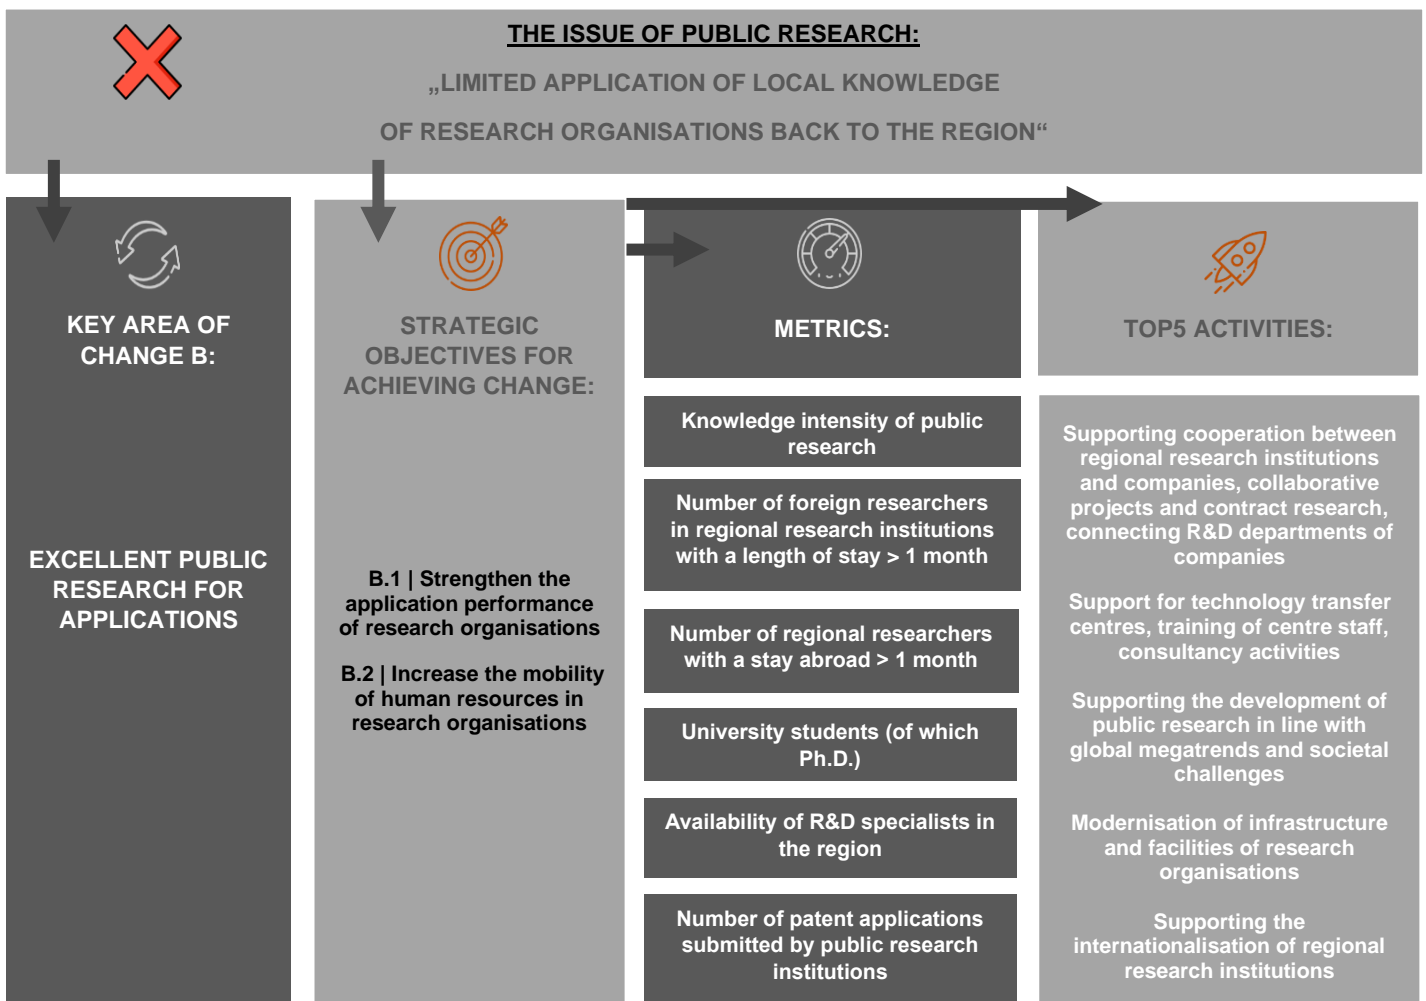 THE ISSUE OF PUBLIC RESEARCH:
„LIMITED APPLICATION OF LOCAL KNOWLEDGE
OF RESEARCH ORGANISATIONS BACK TO THE REGION“
KEY AREA OF
CHANGE B:
EXCELLENT PUBLIC
RESEARCH FOR
APPLICATIONS
STRATEGIC
OBJECTIVES FOR
ACHIEVING CHANGE:
B.1 | Strengthen the
application performance
of research organisations
B.2 | Increase the mobility
of human resources in
research organisations
METRICS:
Knowledge intensity of public
research
Number of foreign researchers
in regional research institutions
with a length of stay > 1 month
Number of regional researchers
with a stay abroad > 1 month
University students (of which
Ph.D.)
Availability of R&D specialists in
the region
Number of patent applications
submitted by public research
institutions
TOP5 ACTIVITIES:
Supporting cooperation between
regional research institutions
and companies, collaborative
projects and contract research,
connecting R&D departments of
companies
Support for technology transfer
centres, training of centre staff,
consultancy activities
Supporting the development of
public research in line with
global megatrends and societal
challenges
Modernisation of infrastructure
and facilities of research
organisations
Supporting the
internationalisation of regional
research institutions